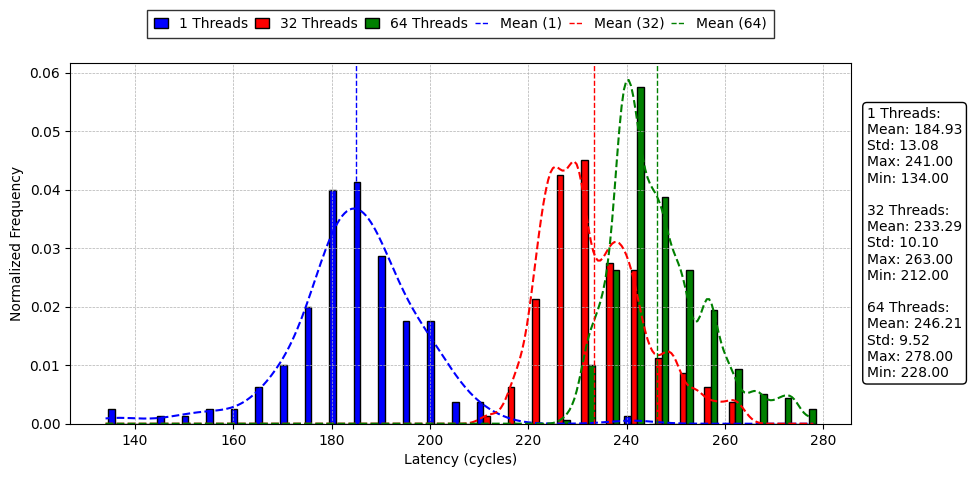 1 Threads 32 Threads 64 Threads Mean (1) Mean (32) Mean (64)
0.06
0.05
0.04
0.03
0.02
0.01
0.00
Normalized Frequency
140 160 180 200 220 240 260 280
Latency (cycles)
1 Threads:
Mean: 184.93
Std: 13.08
Max: 241.00
Min: 134.00
32 Threads:
Mean: 233.29
Std: 10.10
Max: 263.00
Min: 212.00
64 Threads:
Mean: 246.21
Std: 9.52
Max: 278.00
Min: 228.00